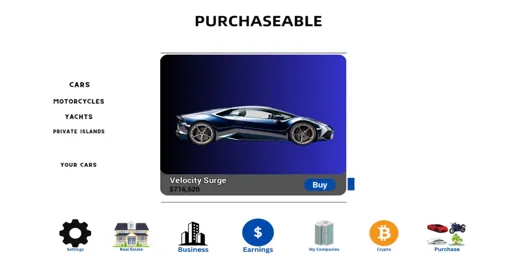 PURCHASEABLE
CARS
MOTORCYCLES
YACHTS
PRIVATE ISLANDS
YOUR CARS
Velocity Surge
$716,520
Buy
Settings
Real Estate
Business
Earnings
My Companies
Crypto
Purchase